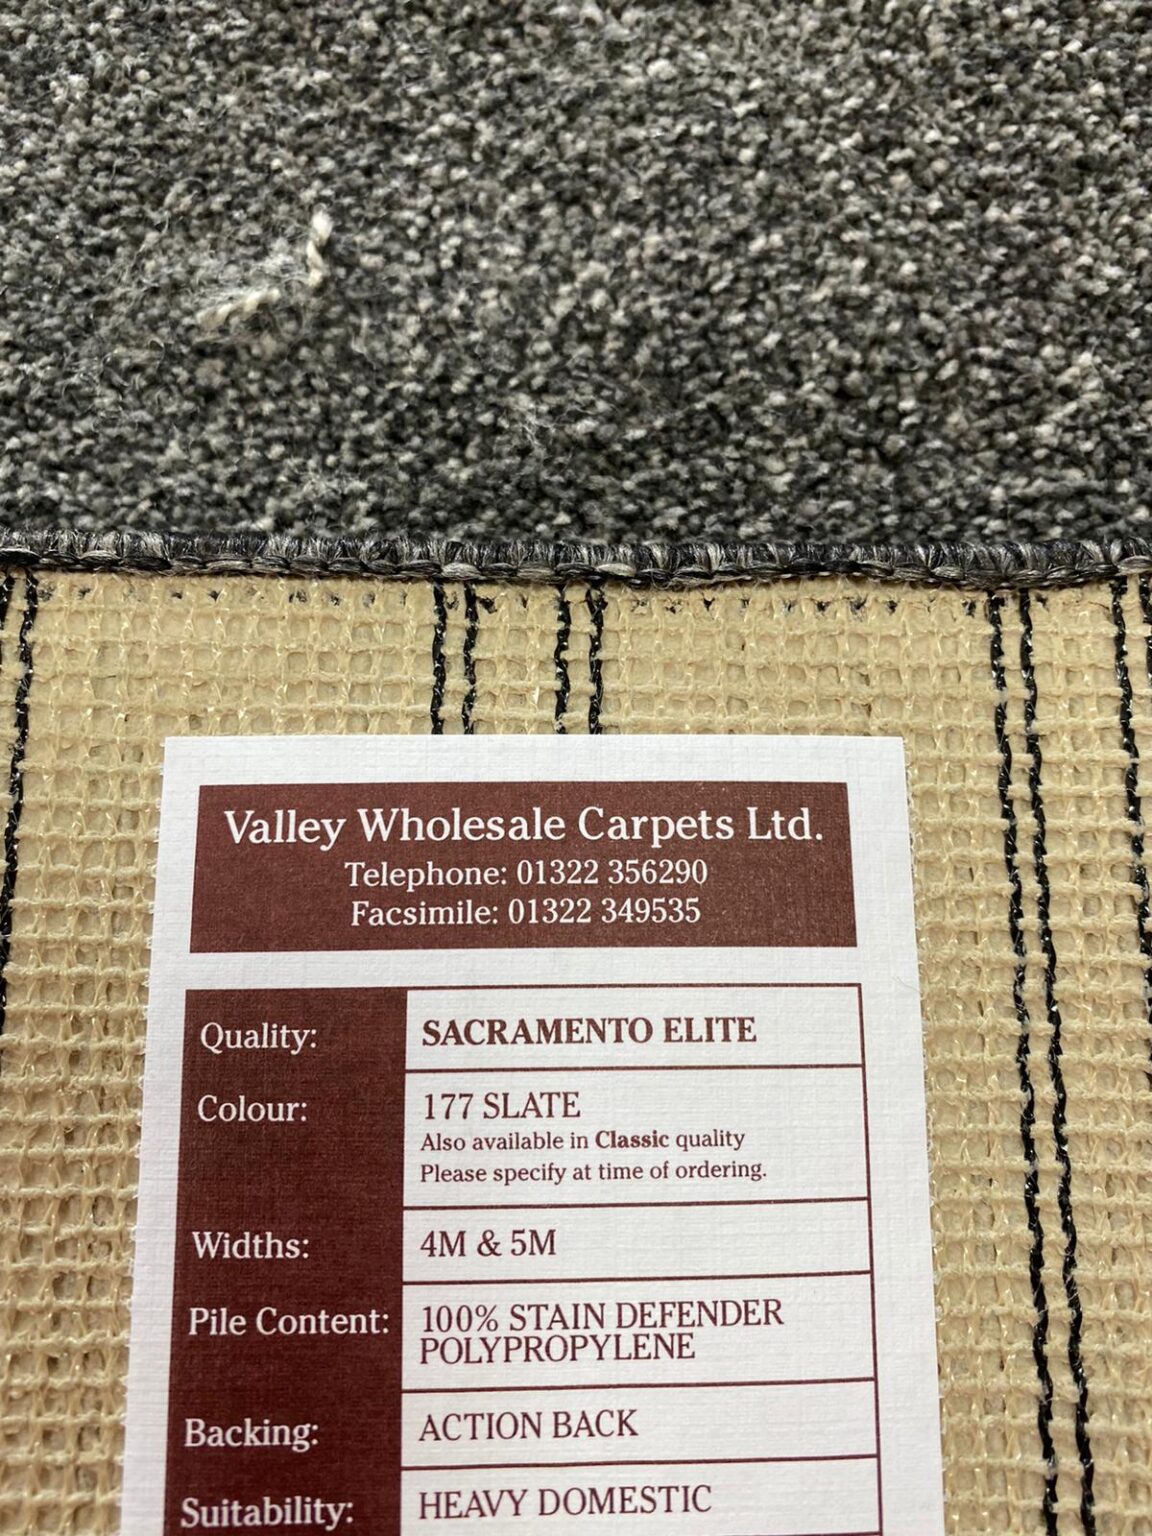 Valley Wholesale Carpets Ltd.
Telephone: 01322 356290
Facsimile: 01322 349535
Quality: SACRAMENTO ELITE
Colour: 177 SLATE
Also available in Classic quality
Please specify at time of ordering.
Widths: 4M & 5M
Pile Content: 100% STAIN DEFENDER
POLYPROPYLENE
Backing: ACTION BACK
Suitability: HEAVY DOMESTIC